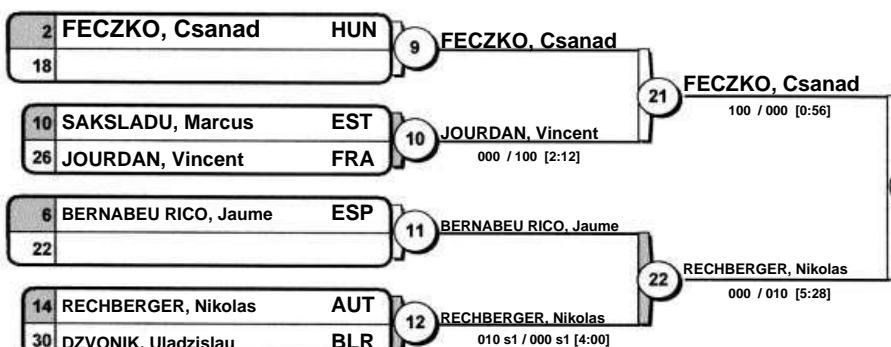 2 FECZKO, Csanad HUN
18
9
FECZKO, Csanad
10 SAKSLADU, Marcus EST
26 JOURDAN, Vincent FRA
10
JOURDAN, Vincent
000 / 100 [2:12]
21
FECZKO, Csanad
100 / 000 [0:56]
6 BERNABEU RICO, Jaume ESP
22
11
BERNABEU RICO, Jaume
14 RECHBERGER, Nikolas AUT
30 DZVONIK, Uladzislau BLR
12
RECHBERGER, Nikolas
010 s1 / 000 s1 [4:00]
22
RECHBERGER, Nikolas
000 / 010 [5:28]